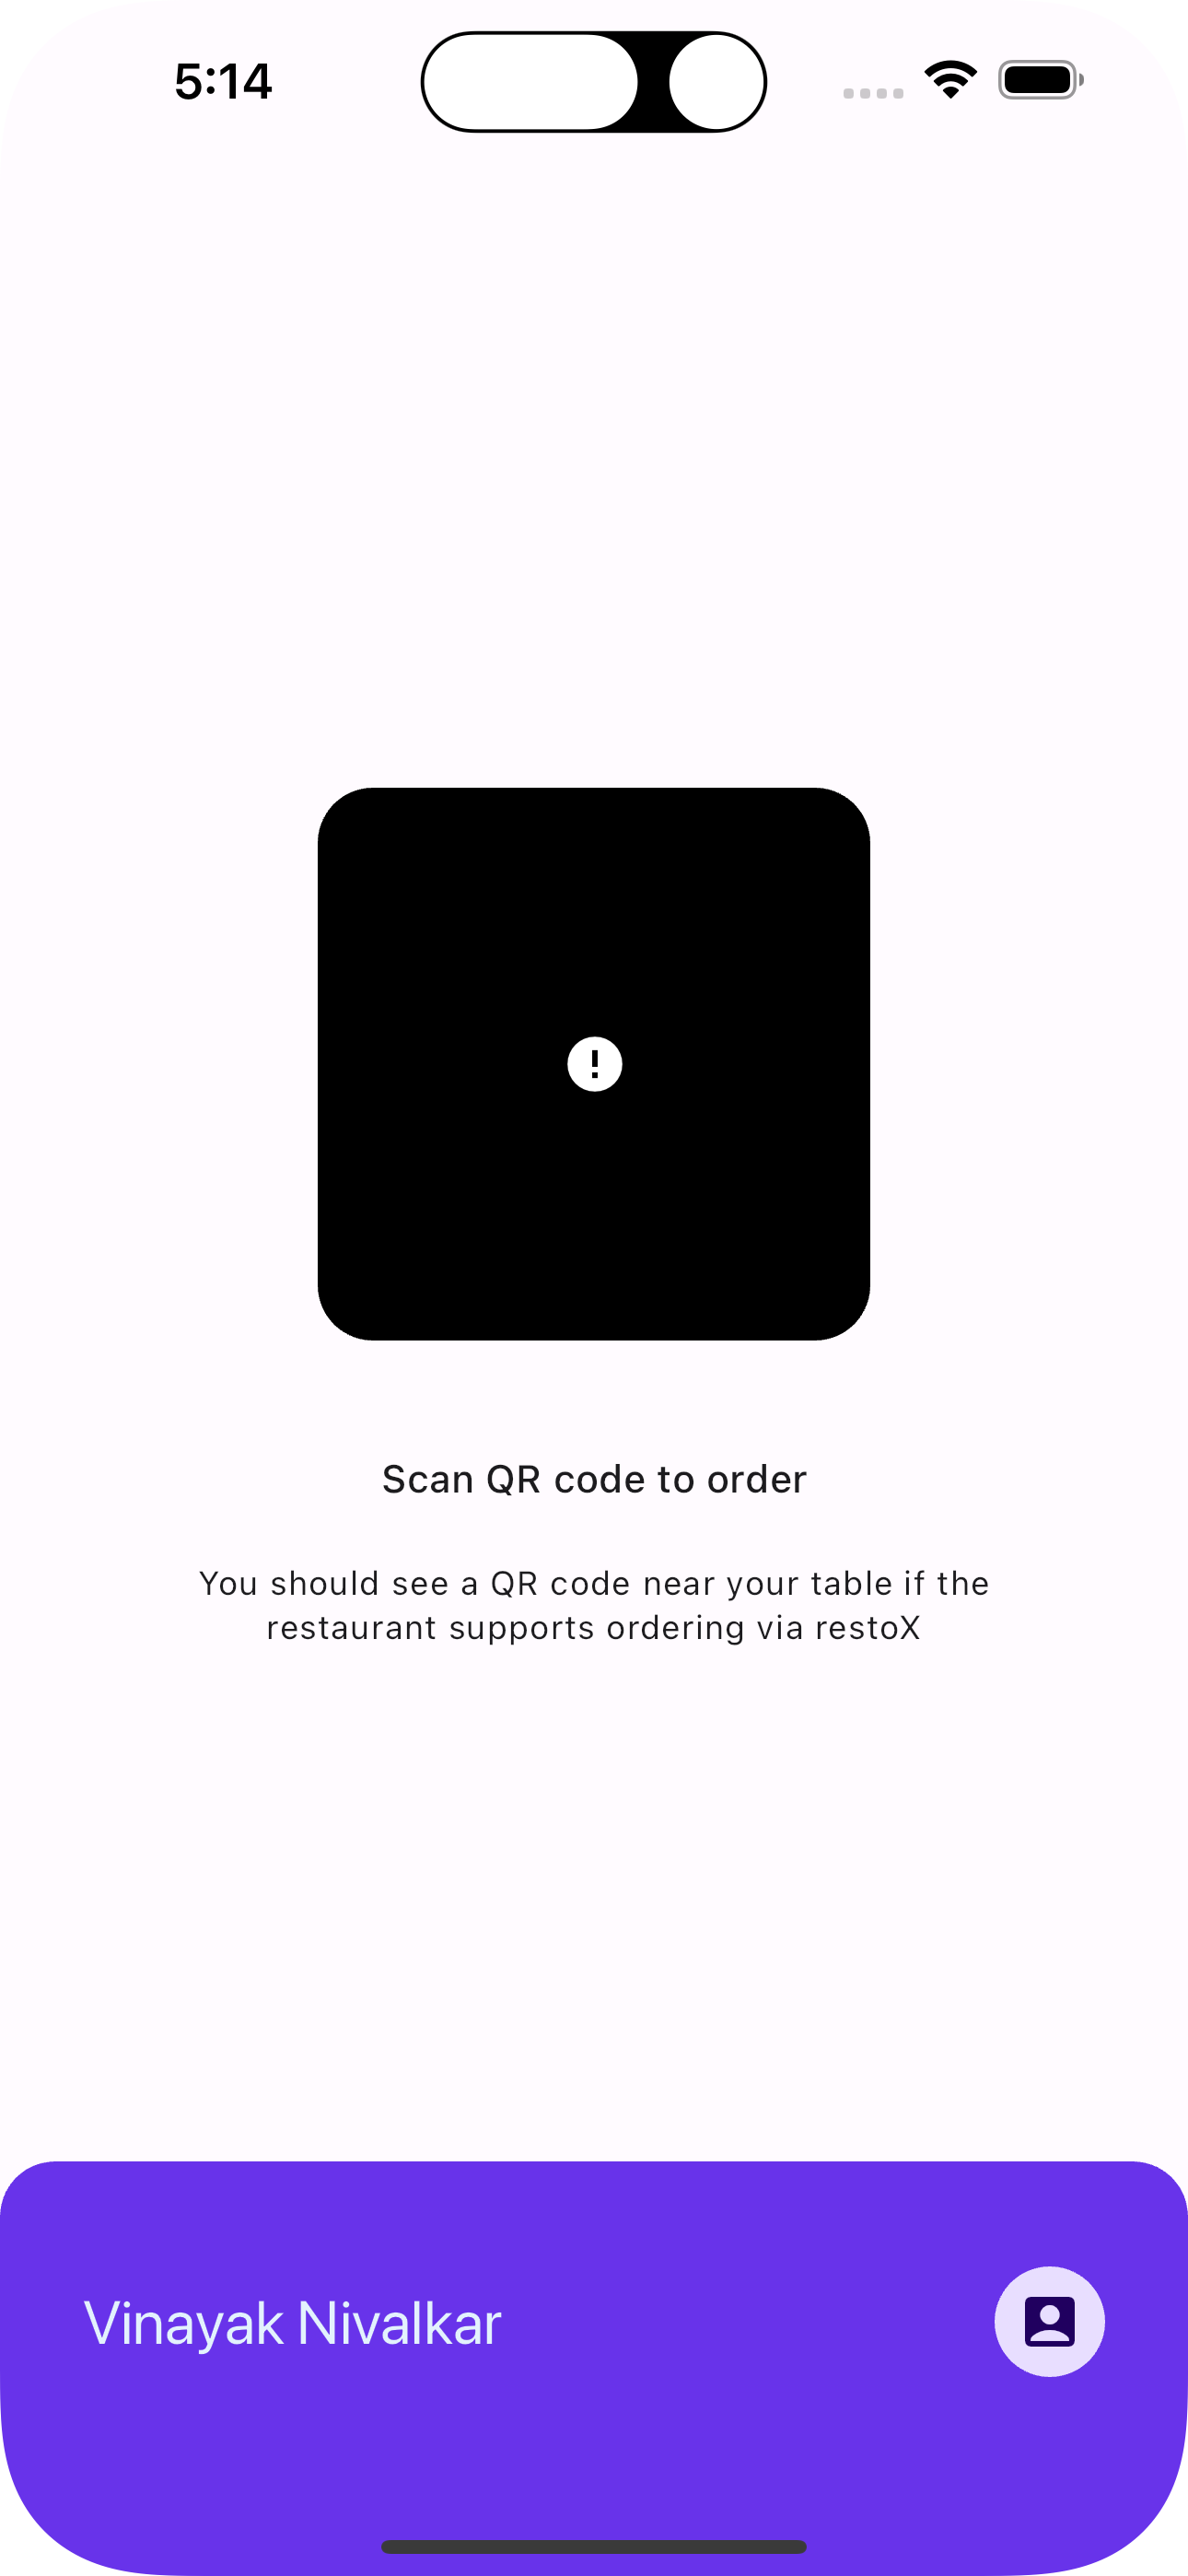 5:14
Scan QR code to order
You should see a QR code near your table if the
restaurant supports ordering via restoX
Vinayak Nivalkar